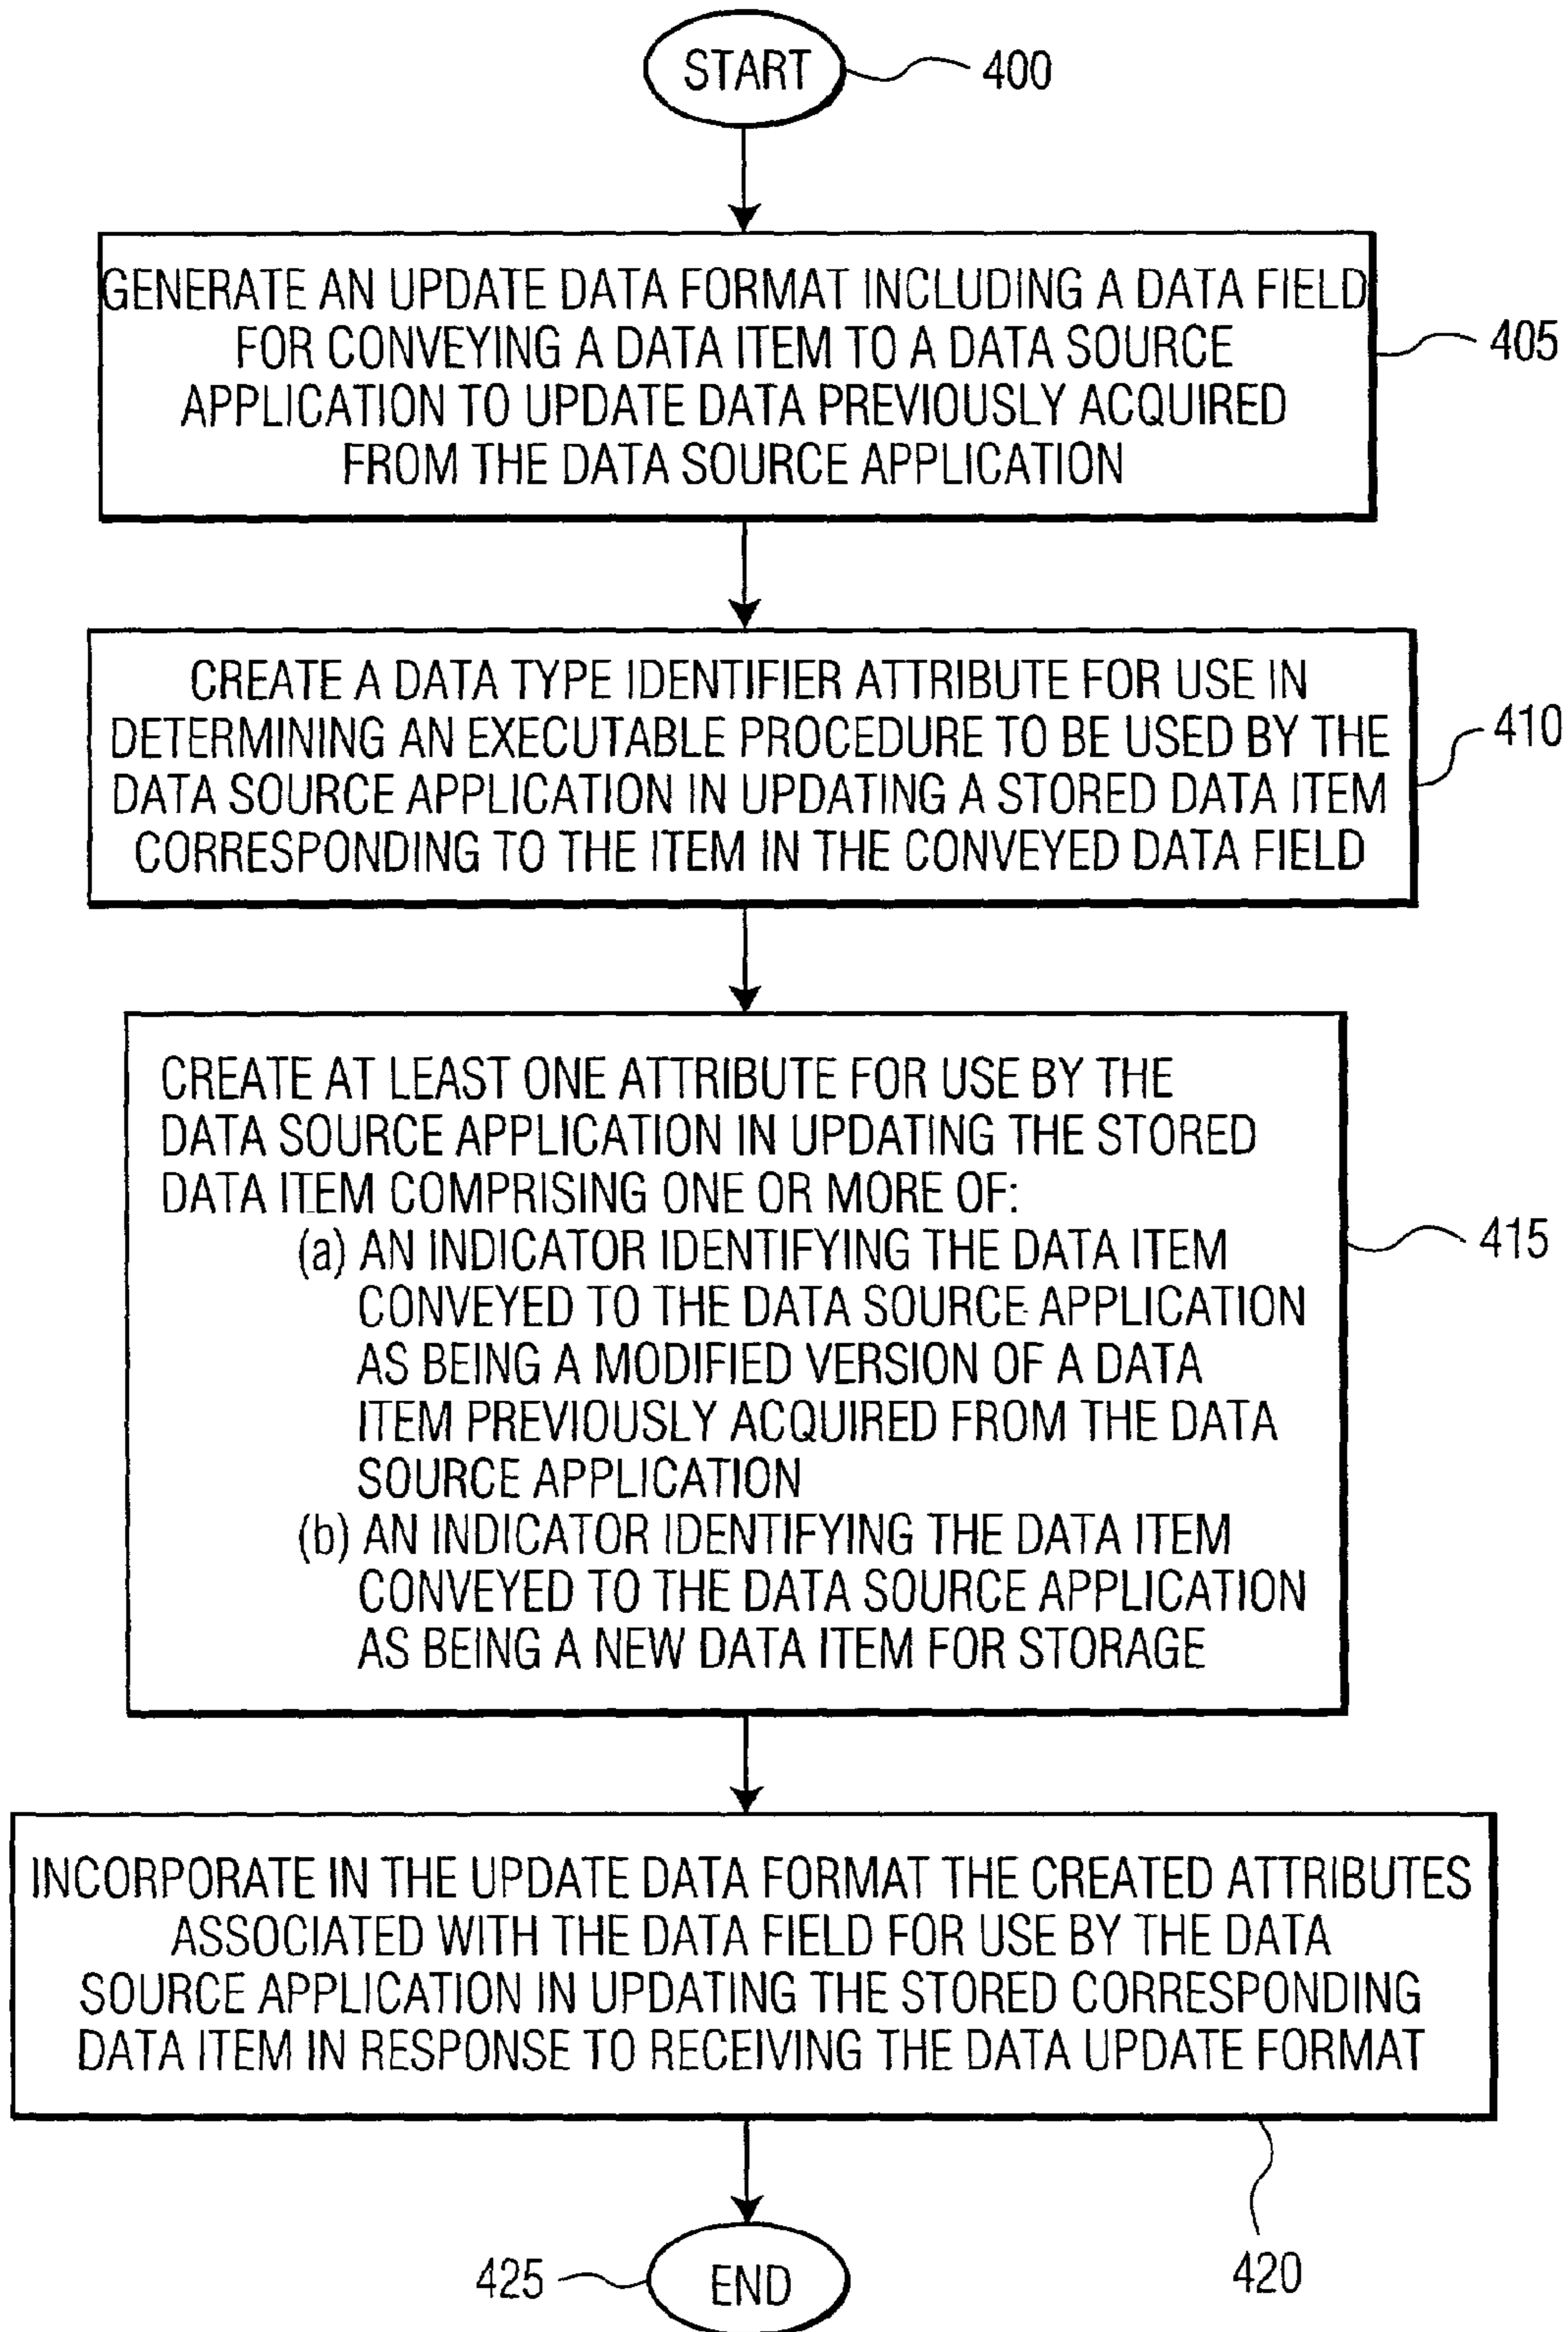 START
400
GENERATE AN UPDATE DATA FORMAT INCLUDING A DATA FIELD
FOR CONVEYING A DATA ITEM TO A DATA SOURCE
APPLICATION TO UPDATE DATA PREVIOUSLY ACQUIRED
FROM THE DATA SOURCE APPLICATION
405
CREATE A DATA TYPE IDENTIFIER ATTRIBUTE FOR USE IN
DETERMINING AN EXECUTABLE PROCEDURE TO BE USED BY THE
DATA SOURCE APPLICATION IN UPDATING A STORED DATA ITEM
CORRESPONDING TO THE ITEM IN THE CONVEYED DATA FIELD
410
CREATE AT LEAST ONE ATTRIBUTE FOR USE BY THE
DATA SOURCE APPLICATION IN UPDATING THE STORED
DATA ITEM COMPRISING ONE OR MORE OF:
(a) AN INDICATOR IDENTIFYING THE DATA ITEM
CONVEYED TO THE DATA SOURCE APPLICATION
AS BEING A MODIFIED VERSION OF A DATA
ITEM PREVIOUSLY ACQUIRED FROM THE DATA
SOURCE APPLICATION
(b) AN INDICATOR IDENTIFYING THE DATA ITEM
CONVEYED TO THE DATA SOURCE APPLICATION
AS BEING A NEW DATA ITEM FOR STORAGE
415
INCORPORATE IN THE UPDATE DATA FORMAT THE CREATED ATTRIBUTES
ASSOCIATED WITH THE DATA FIELD FOR USE BY THE DATA
SOURCE APPLICATION IN UPDATING THE STORED CORRESPONDING
DATA ITEM IN RESPONSE TO RECEIVING THE DATA UPDATE FORMAT
420
425
END